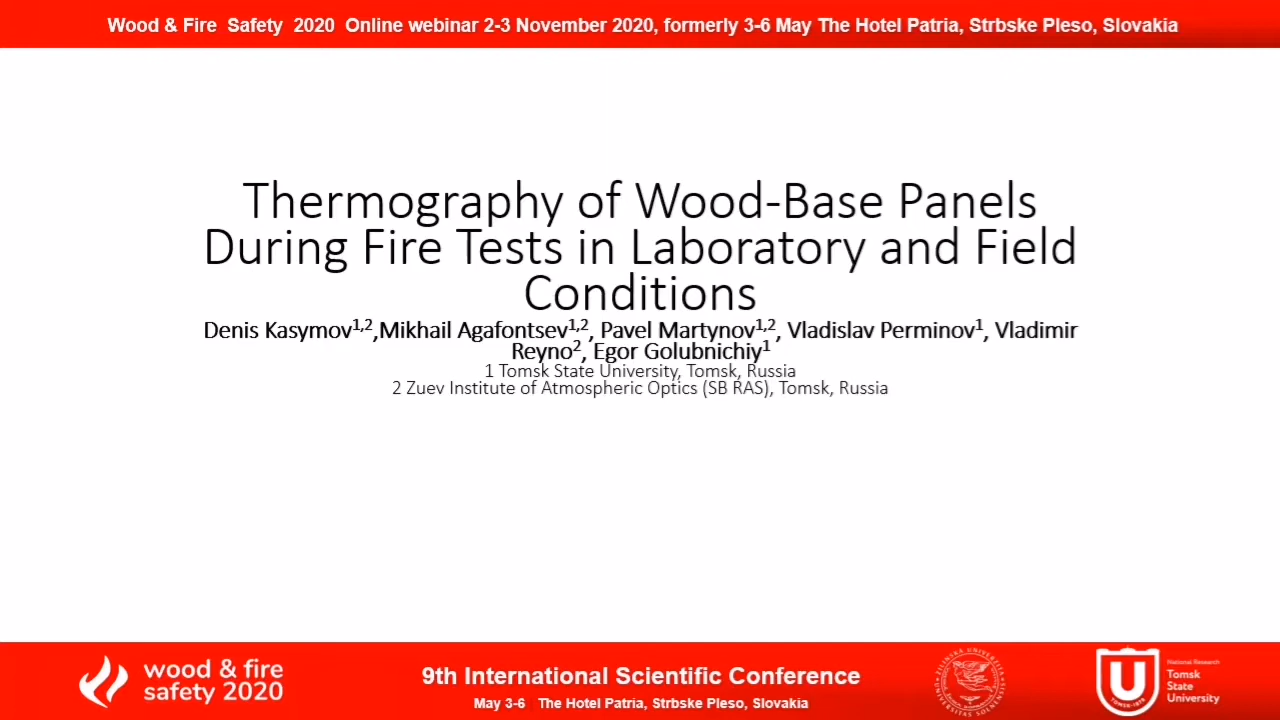 Wood & Fire Safety 2020 Online webinar 2-3 November 2020, formerly 3-6 May The Hotel Patria, Strbske Pleso, Slovakia
Thermography of Wood-Base Panels
During Fire Tests in Laboratory and Field
Conditions
Denis Kasymov1,2,Mikhail Agafontsev1,2, Pavel Martynov1,2, Vladislav Perminov1, Vladimir
Reyno2, Egor Golubnichiy1
1 Tomsk State University, Tomsk, Russia
2 Zuev Institute of Atmospheric Optics (SB RAS), Tomsk, Russia
wood & fire
safety 2020
9th International Scientific Conference
May 3-6 The Hotel Patria, Strbske Pleso, Slovakia
National Research
Tomsk
State
University